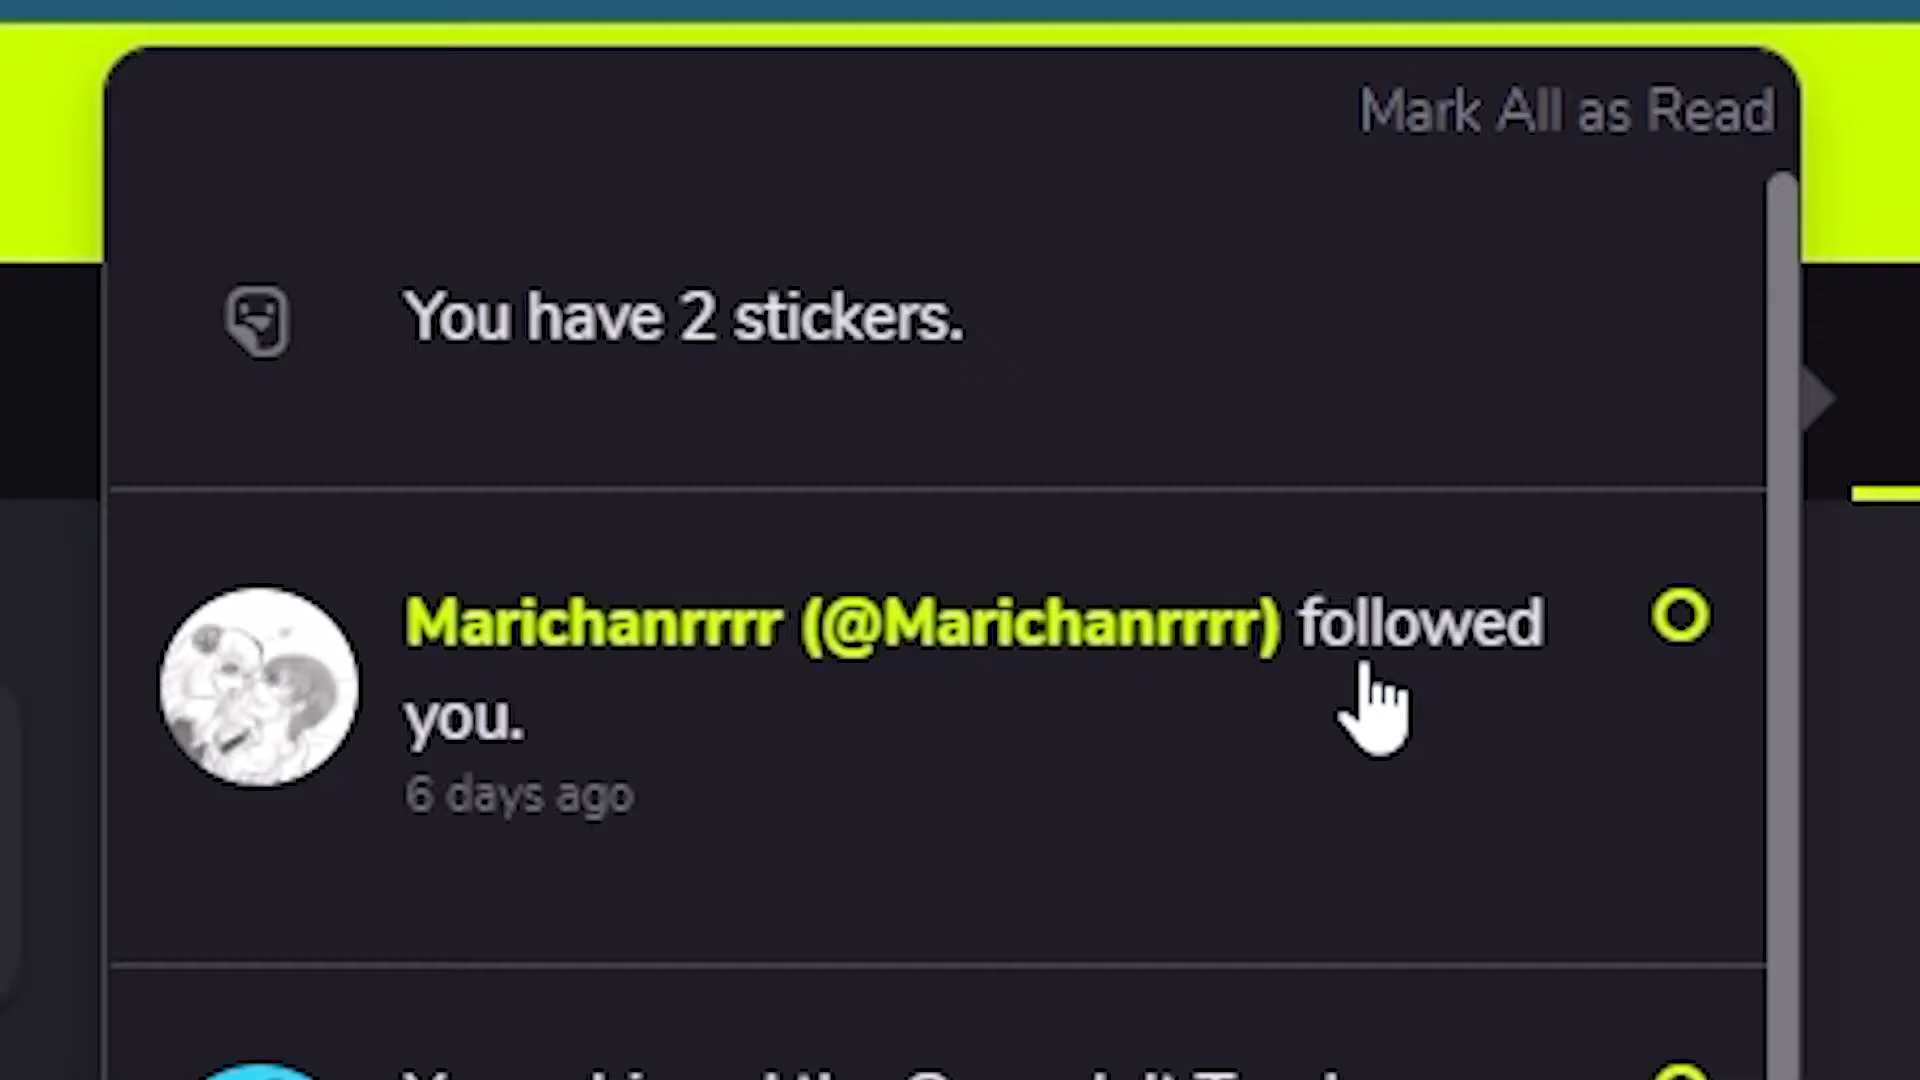 Mark All as Read
You have 2 stickers.
Marichanrrrr (@Marichanrrrr) followed
you.
6 days ago